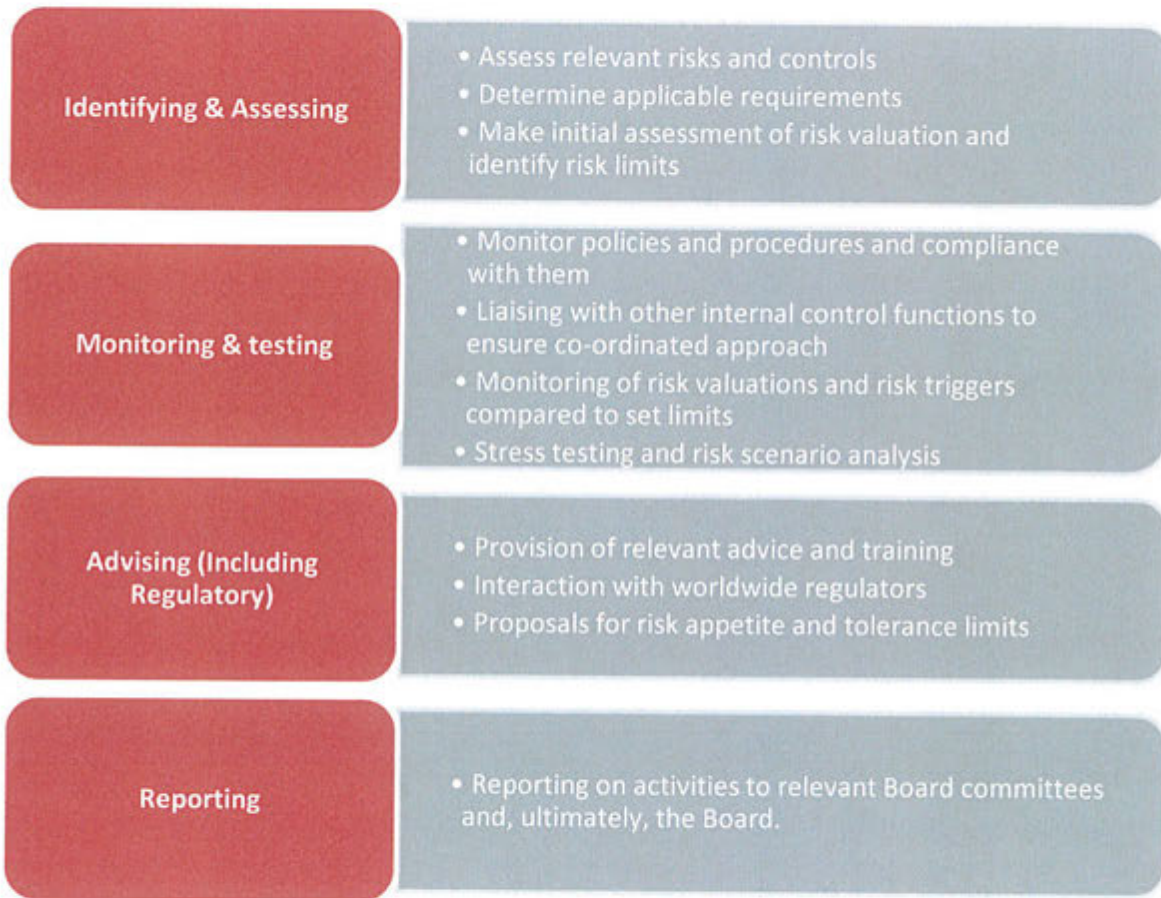 Identifying & Assessing
• Assess relevant risks and controls
• Determine applicable requirements
• Make initial assessment of risk valuation and
identify risk limits
Monitoring & testing
• Monitor policies and procedures and compliance
with them
• Liaising with other internal control functions to
ensure co-ordinated approach
• Monitoring of risk valuations and risk triggers
compared to set limits
• Stress testing and risk scenario analysis
Advising (Including
Regulatory)
• Provision of relevant advice and training
• Interaction with worldwide regulators
• Proposals for risk appetite and tolerance limits
Reporting
• Reporting on activities to relevant Board committees
and, ultimately, the Board.